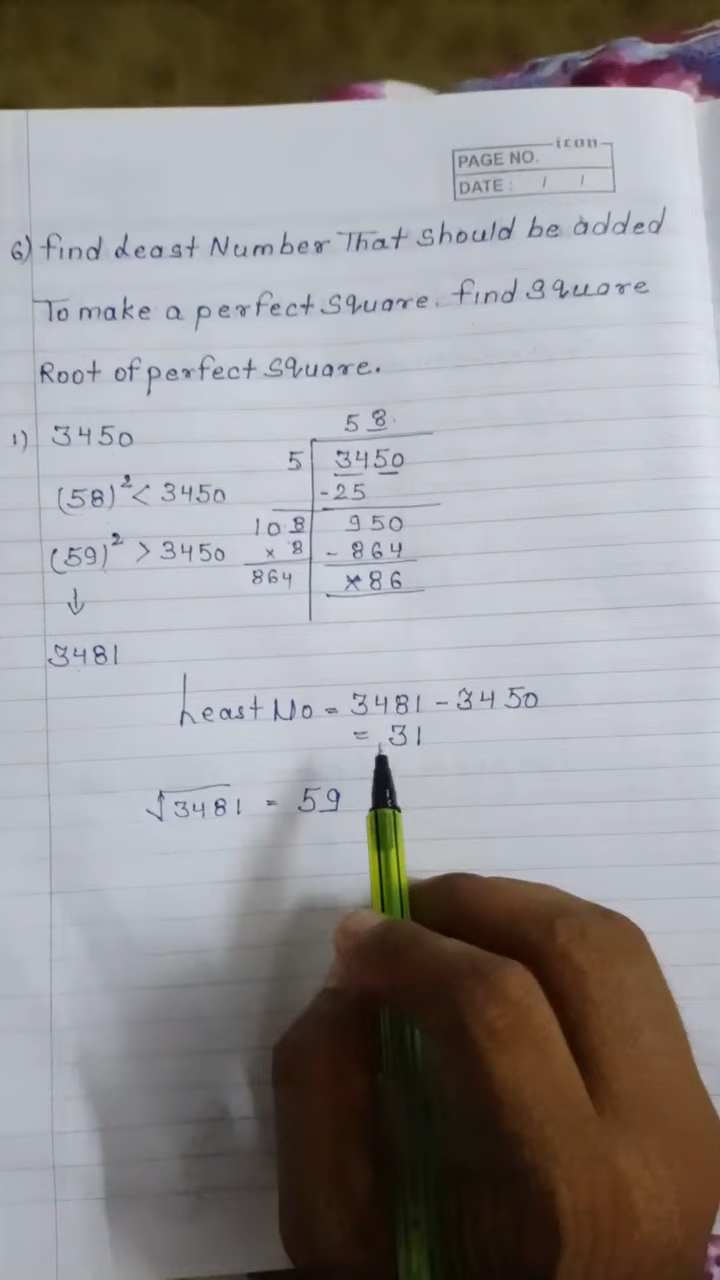 icon
PAGE NO.
DATE : / /
6) find Least Number That should be added
To make a perfect square. find square
Root of perfect square.
1) 3450
(58)² < 3450
(59)² > 3450
↓
3481
58.
5 3450
-25
108 950
× 8 - 864
864 ×86
Least No = 3481 - 3450
= 31
√3481 = 59